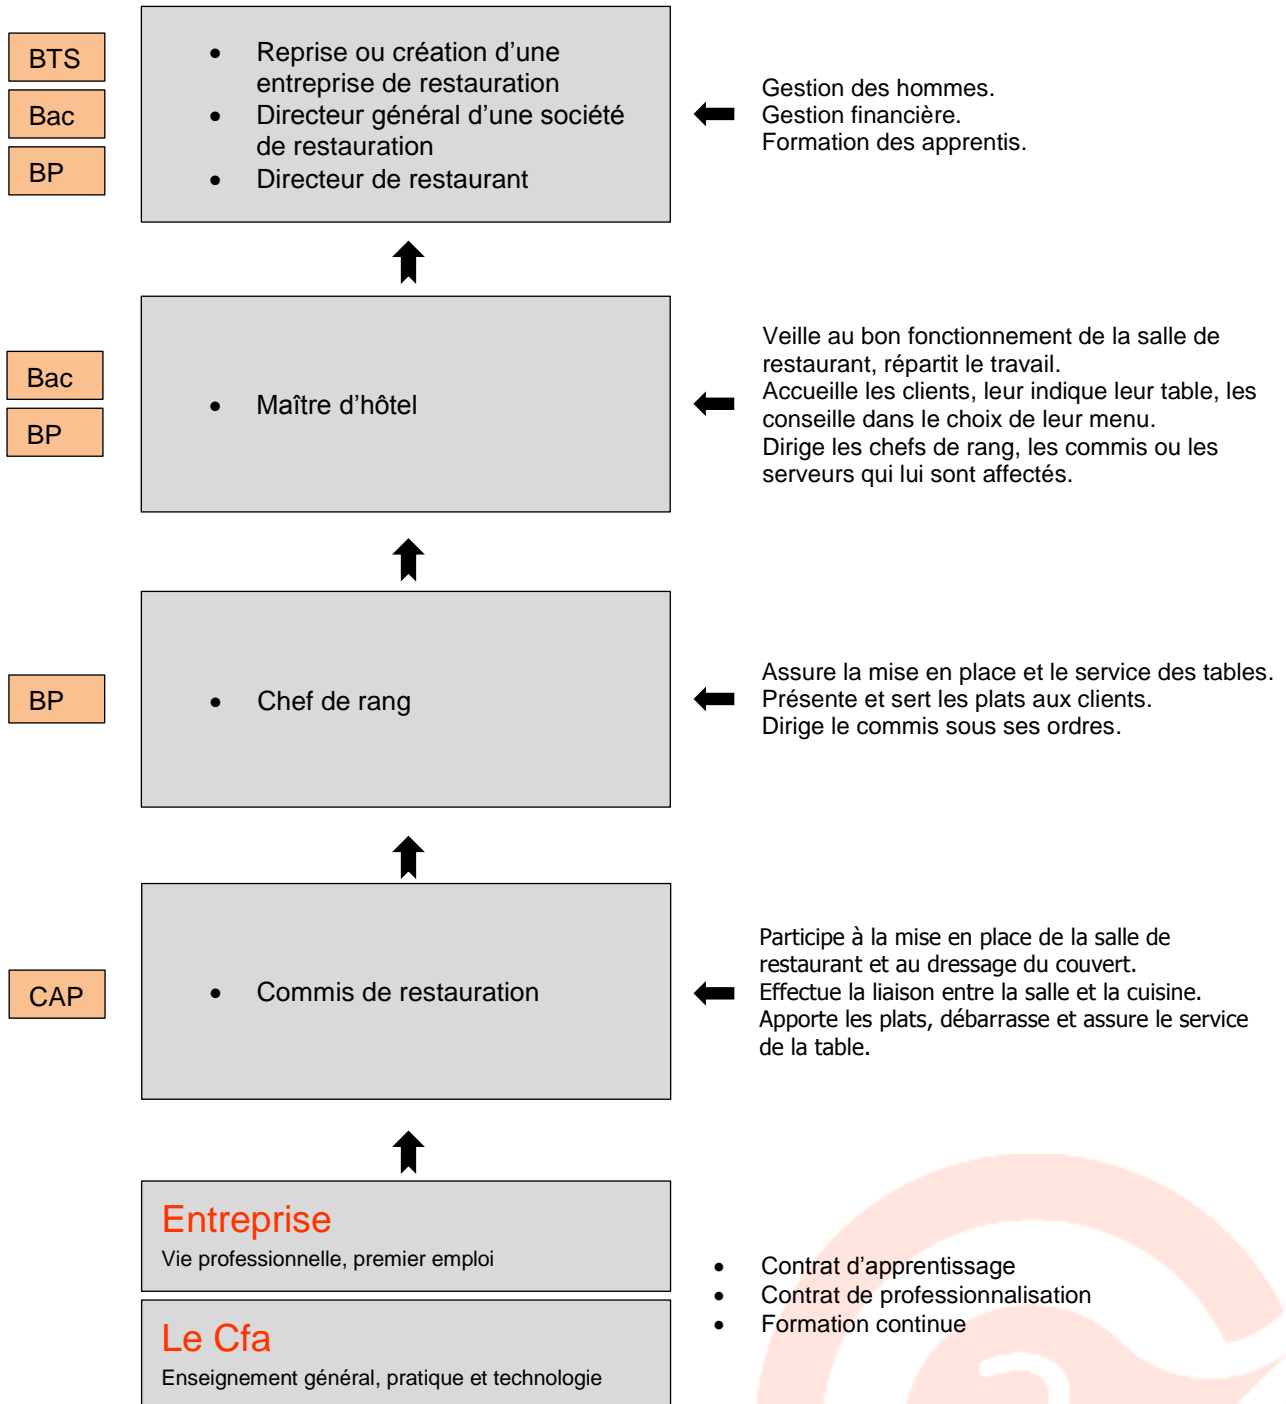 BTS
Bac
BP
• Reprise ou création d’une
entreprise de restauration
• Directeur général d’une société
de restauration
• Directeur de restaurant
Gestion des hommes.
Gestion financière.
Formation des apprentis.
Bac
BP
• Maître d’hôtel
Veille au bon fonctionnement de la salle de
restaurant, répartit le travail.
Accueille les clients, leur indique leur table, les
conseille dans le choix de leur menu.
Dirige les chefs de rang, les commis ou les
serveurs qui lui sont affectés.
BP
• Chef de rang
Assure la mise en place et le service des tables.
Présente et sert les plats aux clients.
Dirige le commis sous ses ordres.
CAP
• Commis de restauration
Participe à la mise en place de la salle de
restaurant et au dressage du couvert.
Effectue la liaison entre la salle et la cuisine.
Apporte les plats, débarrasse et assure le service
de la table.
Entreprise
Vie professionnelle, premier emploi
Le Cfa
Enseignement général, pratique et technologie
• Contrat d’apprentissage
• Contrat de professionnalisation
• Formation continue